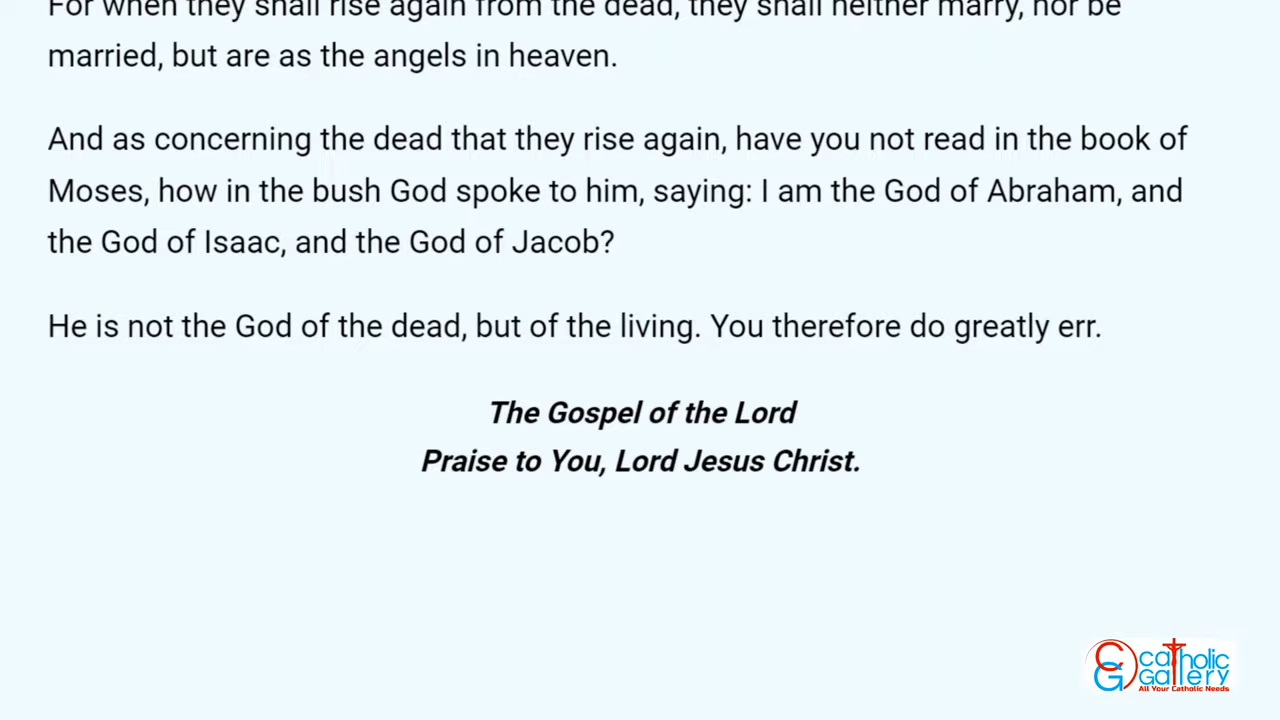 For when they shall rise again from the dead, they shall neither marry, nor be
married, but are as the angels in heaven.
And as concerning the dead that they rise again, have you not read in the book of
Moses, how in the bush God spoke to him, saying: I am the God of Abraham, and
the God of Isaac, and the God of Jacob?
He is not the God of the dead, but of the living. You therefore do greatly err.
The Gospel of the Lord
Praise to You, Lord Jesus Christ.
CG catholic
Gallery
All Your Catholic Needs